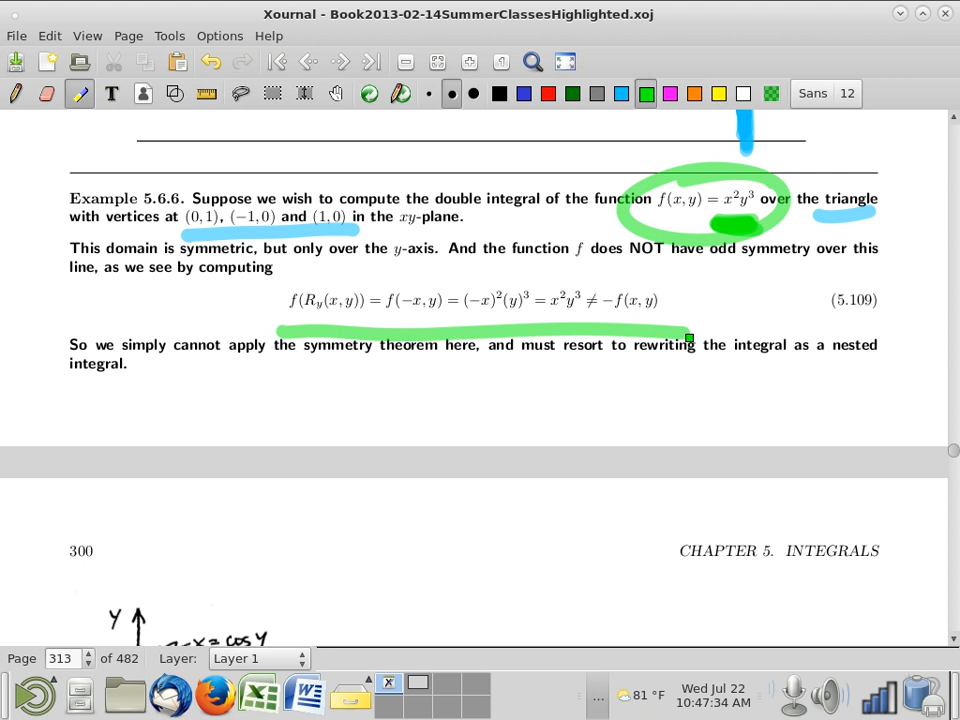 Xournal - Book2013-02-14SummerClassesHighlighted.xoj
File Edit View Page Tools Options Help
Sans 12
Example 5.6.6. Suppose we wish to compute the double integral of the function f(x, y) = x²y³ over the triangle
with vertices at (0, 1), (−1, 0) and (1, 0) in the xy-plane.
This domain is symmetric, but only over the y-axis. And the function f does NOT have odd symmetry over this
line, as we see by computing
f(R_y(x, y)) = f(−x, y) = (−x)²(y)³ = x²y³ ≠ −f(x, y) (5.109)
So we simply cannot apply the symmetry theorem here, and must resort to rewriting the integral as a nested
integral.
300 CHAPTER 5. INTEGRALS
y
x = cos y
Page 313 of 482 Layer: Layer 1
... 81 °F Wed Jul 22
10:47:34 AM